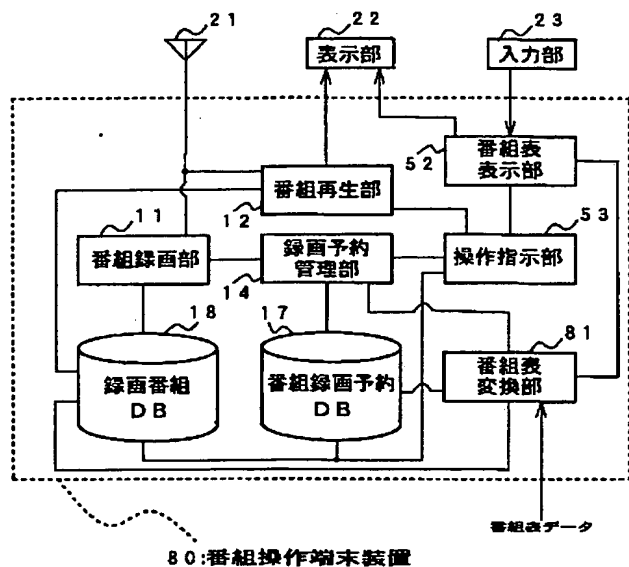 21
22
23
表示部
入力部
52
番組表
表示部
番組再生部
12
53
11
番組録画部
録画予約
管理部
14
操作指示部
18
17
81
録画番組
DB
番組録画予約
DB
番組表
変換部
番組表データ
80:番組操作端末装置